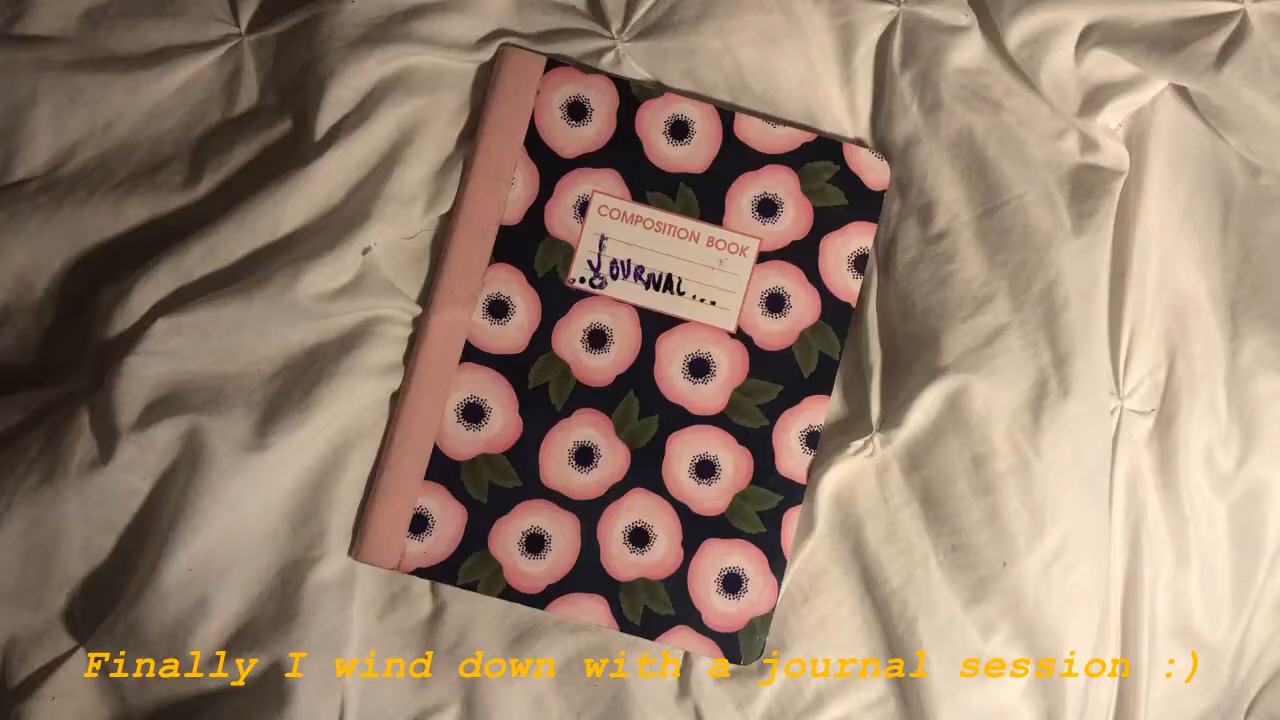 COMPOSITION BOOK
..JOURNAL...
Finally I wind down with a journal session :)